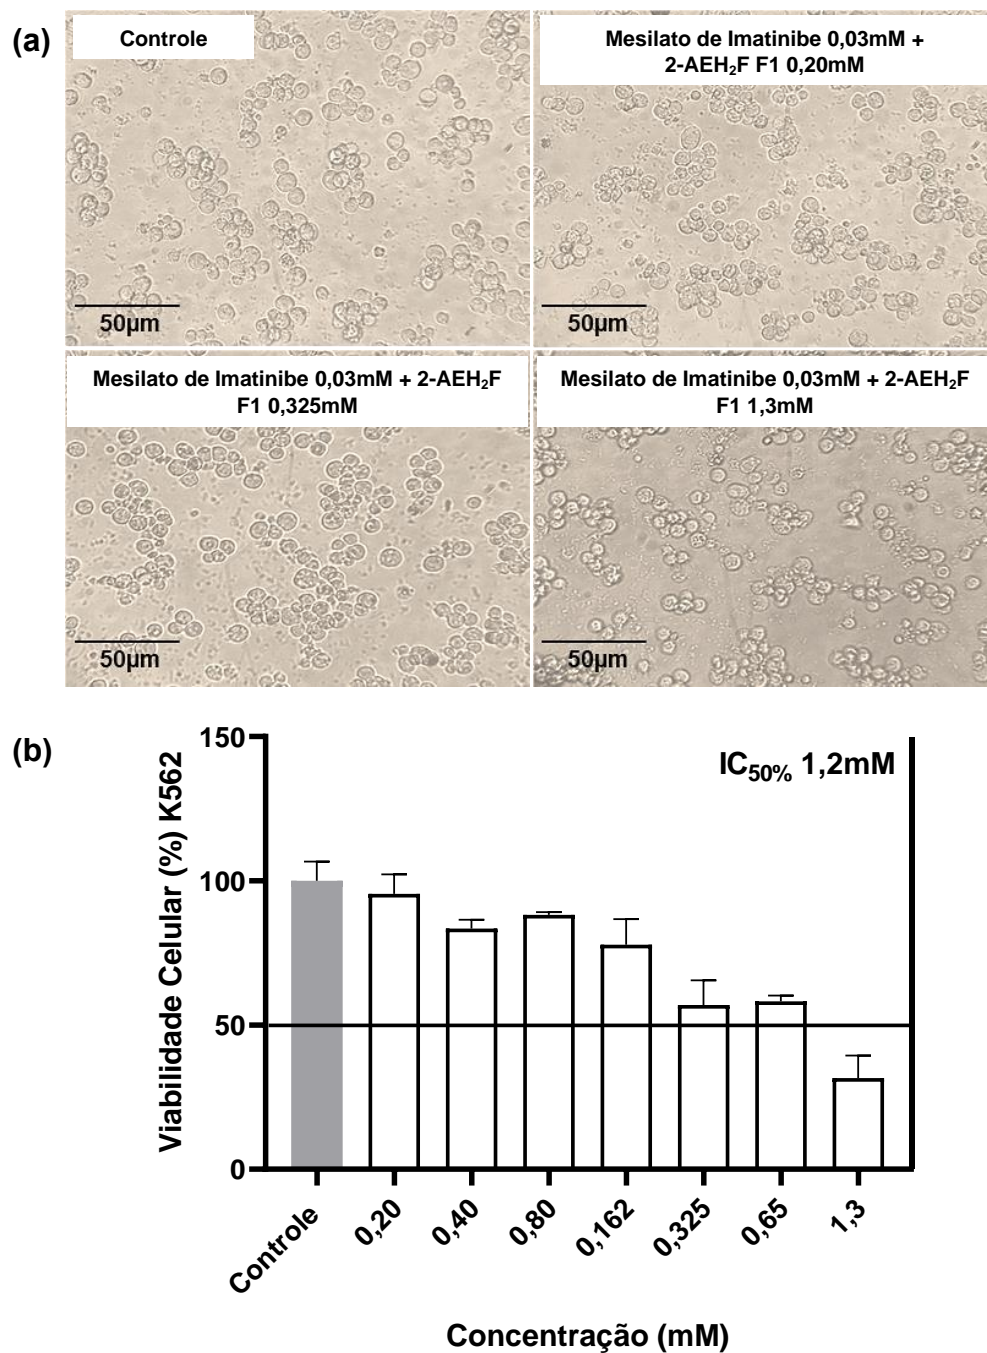 (a)
Controle
Mesilato de Imatinibe 0,03mM +
2-AEH₂F F1 0,20mM
50µm
50µm
Mesilato de Imatinibe 0,03mM + 2-AEH₂F
F1 0,325mM
Mesilato de Imatinibe 0,03mM + 2-AEH₂F
F1 1,3mM
50µm
50µm
(b)
Viabilidade Celular (%) K562
150
100
50
0
IC50% 1,2mM
Controle
0,20
0,40
0,80
0,162
0,325
0,65
1,3
Concentração (mM)